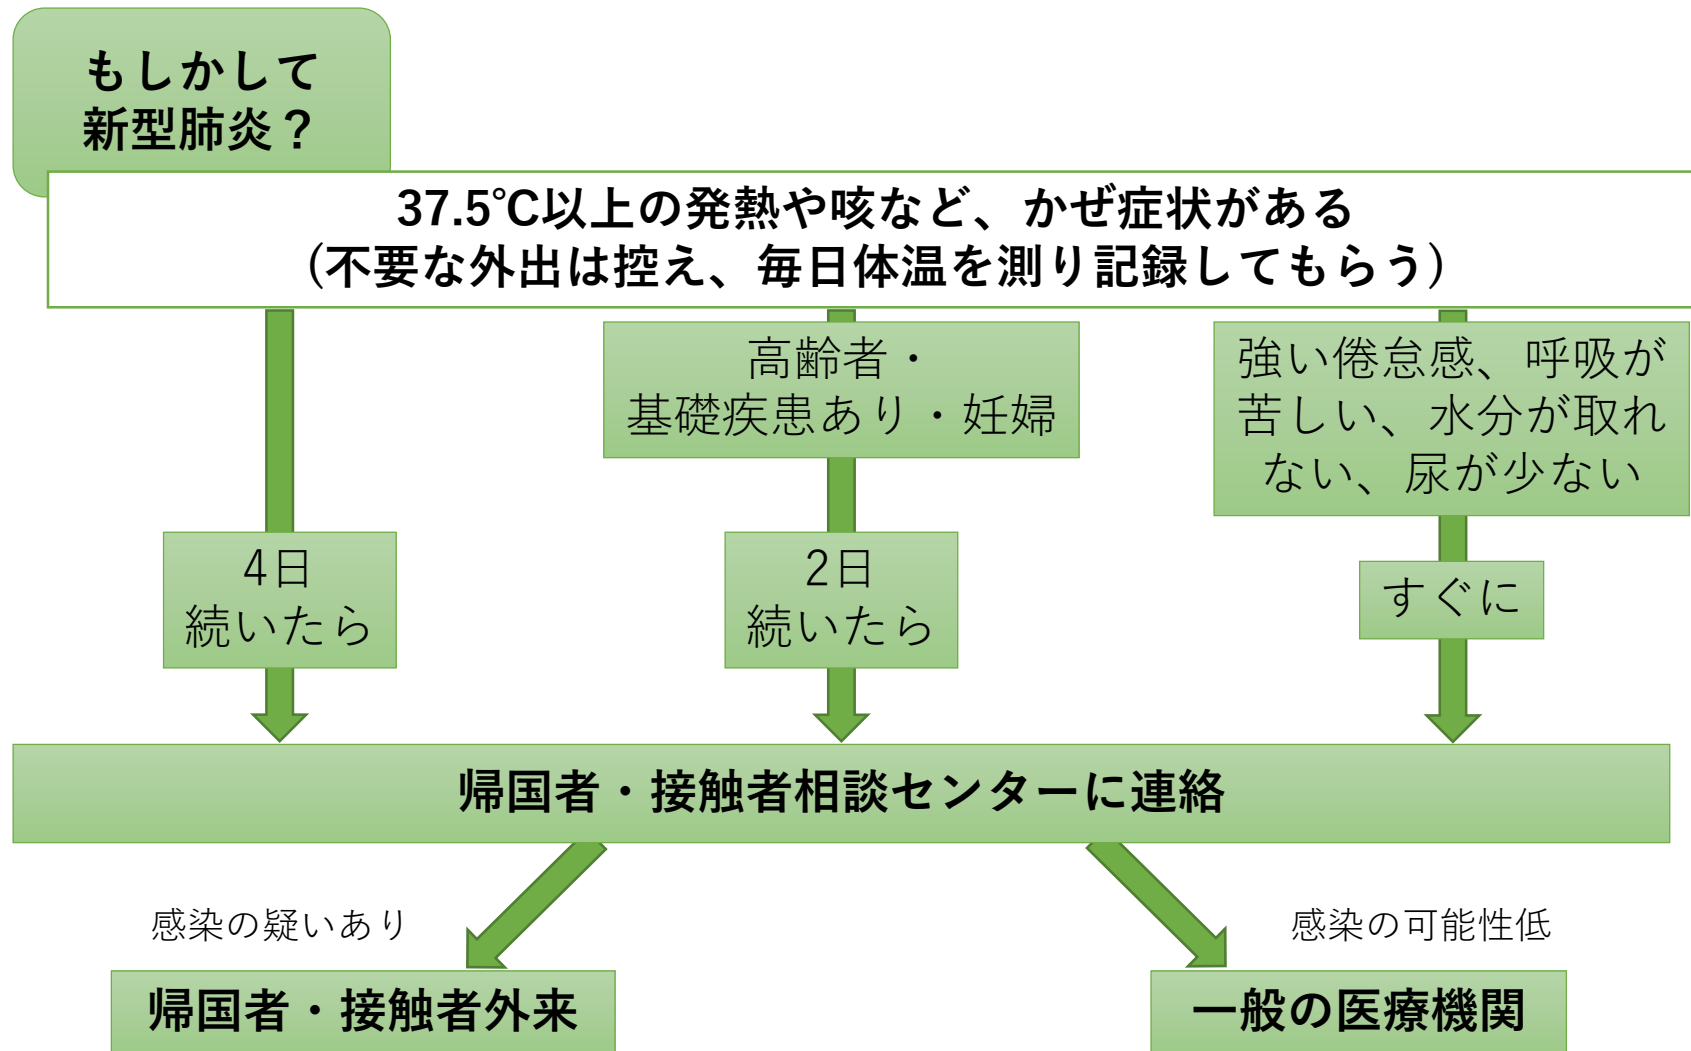 もしかして
新型肺炎？
37.5℃以上の発熱や咳など、かぜ症状がある
(不要な外出は控え、毎日体温を測り記録してもらう)
高齢者・
基礎疾患あり・妊婦
強い倦怠感、呼吸が
苦しい、水分が取れ
ない、尿が少ない
4日
続いたら
2日
続いたら
すぐに
帰国者・接触者相談センターに連絡
感染の疑いあり
感染の可能性低
帰国者・接触者外来
一般の医療機関